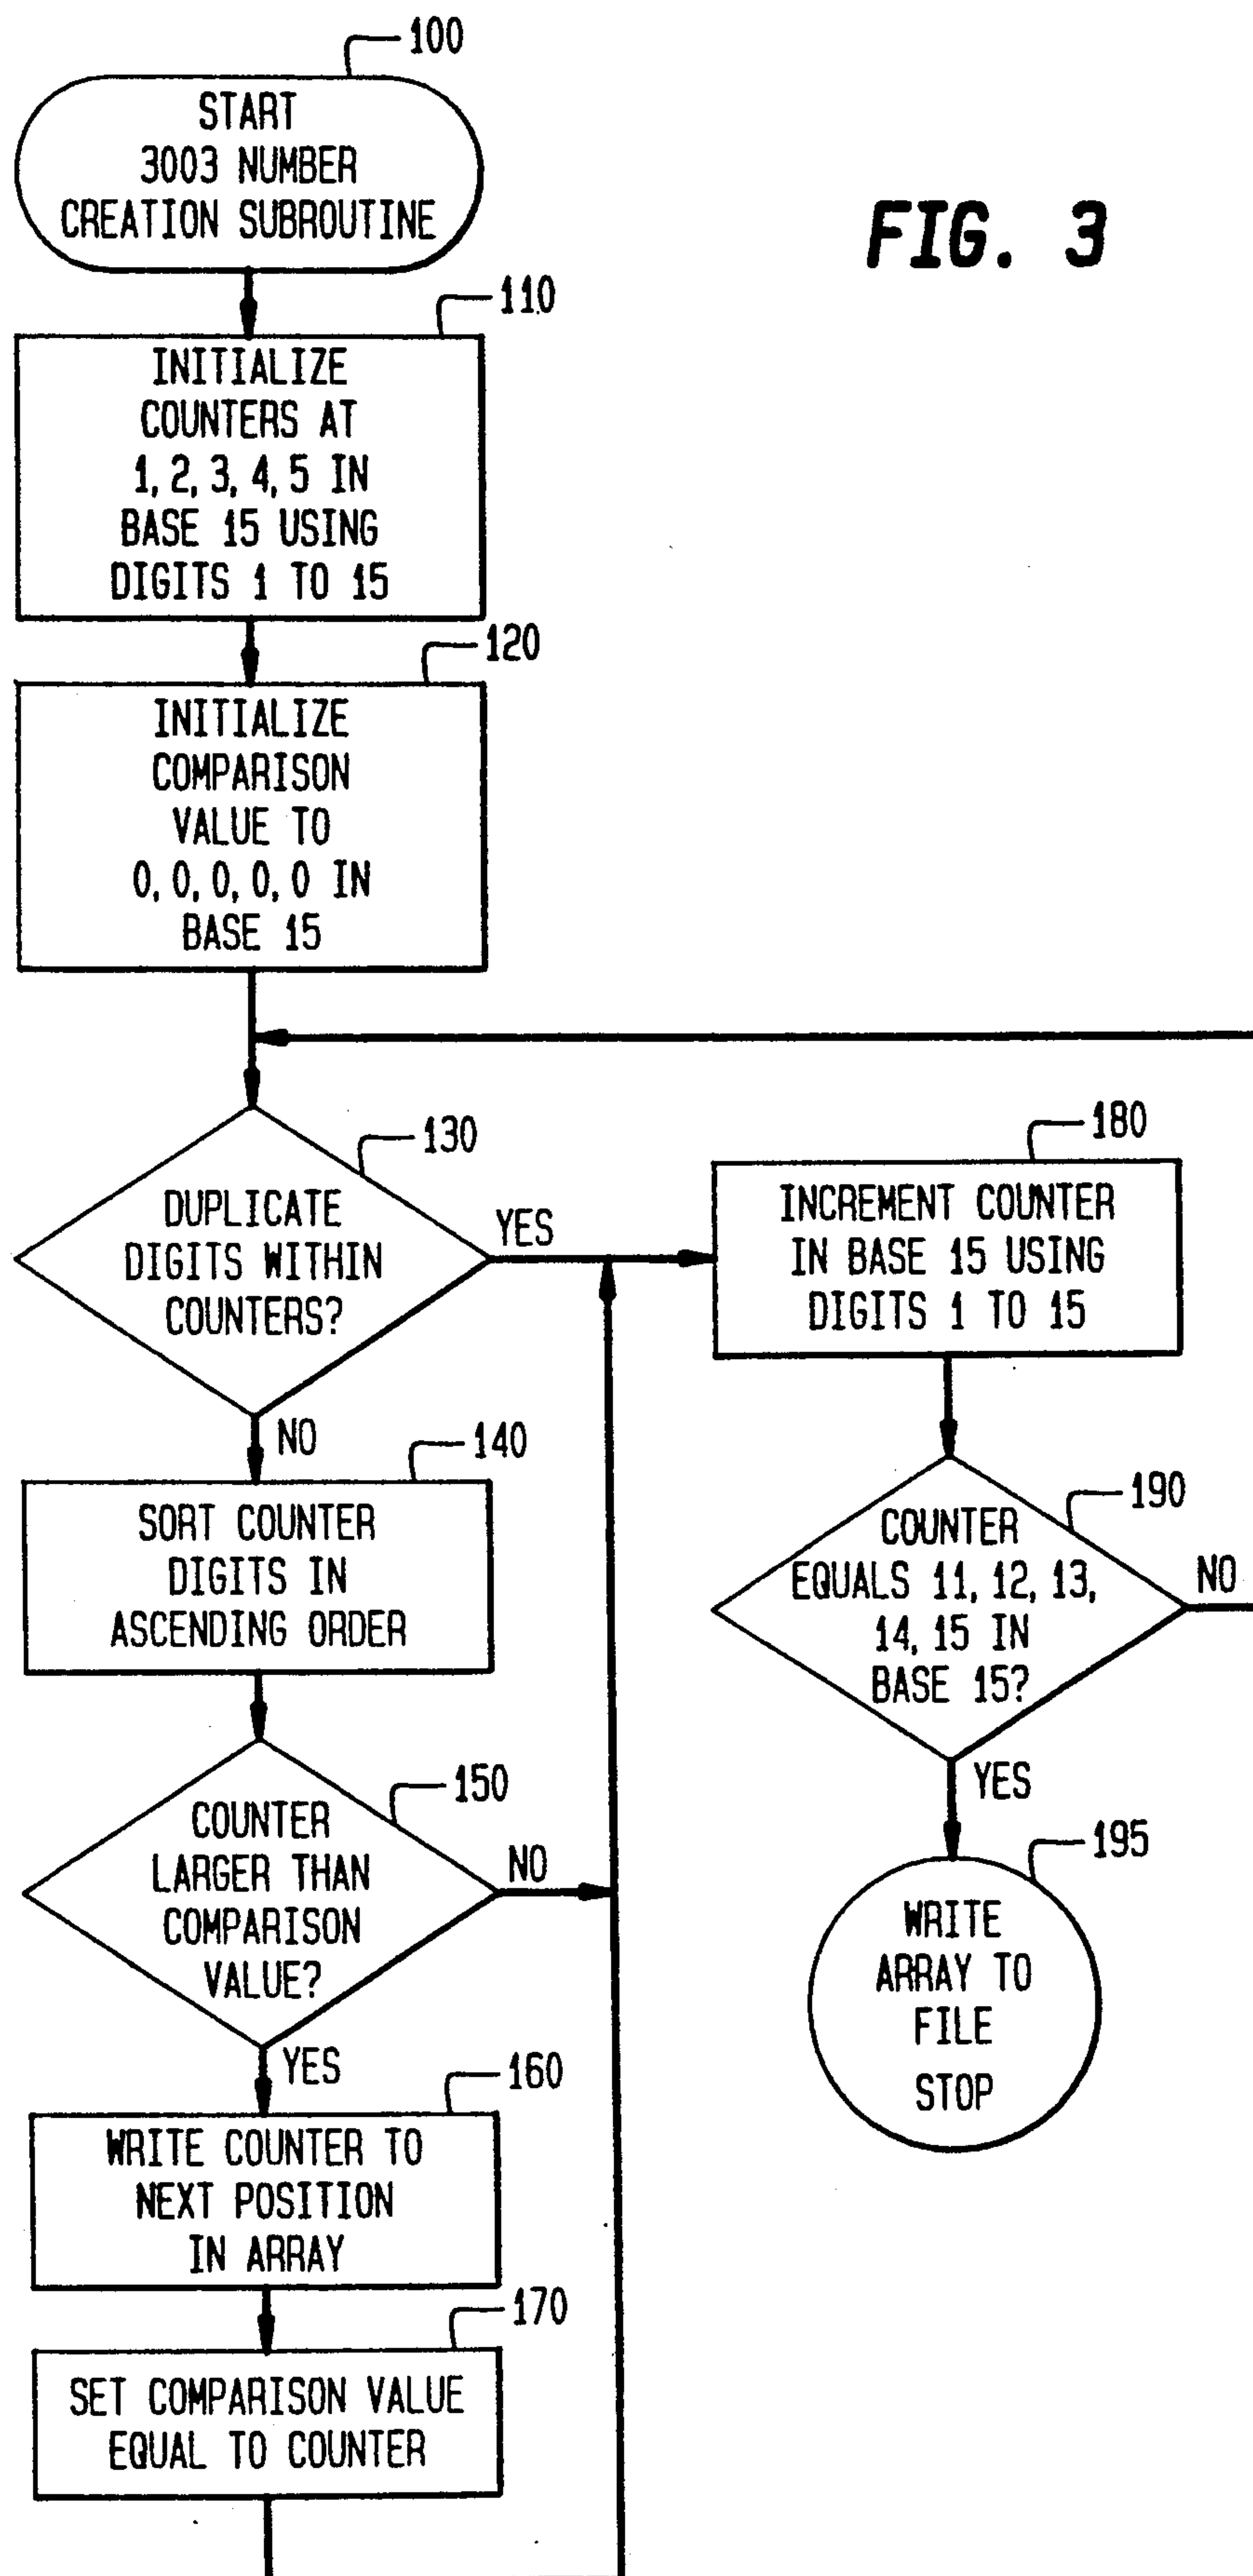 100
START
3003 NUMBER
CREATION SUBROUTINE
FIG. 3
110
INITIALIZE
COUNTERS AT
1, 2, 3, 4, 5 IN
BASE 15 USING
DIGITS 1 TO 15
120
INITIALIZE
COMPARISON
VALUE TO
0, 0, 0, 0, 0 IN
BASE 15
130
DUPLICATE
DIGITS WITHIN
COUNTERS?
YES
NO
140
SORT COUNTER
DIGITS IN
ASCENDING ORDER
150
COUNTER
LARGER THAN
COMPARISON
VALUE?
NO
YES
160
WRITE COUNTER TO
NEXT POSITION
IN ARRAY
170
SET COMPARISON VALUE
EQUAL TO COUNTER
180
INCREMENT COUNTER
IN BASE 15 USING
DIGITS 1 TO 15
190
COUNTER
EQUALS 11, 12, 13,
14, 15 IN
BASE 15?
NO
YES
195
WRITE
ARRAY TO
FILE
STOP